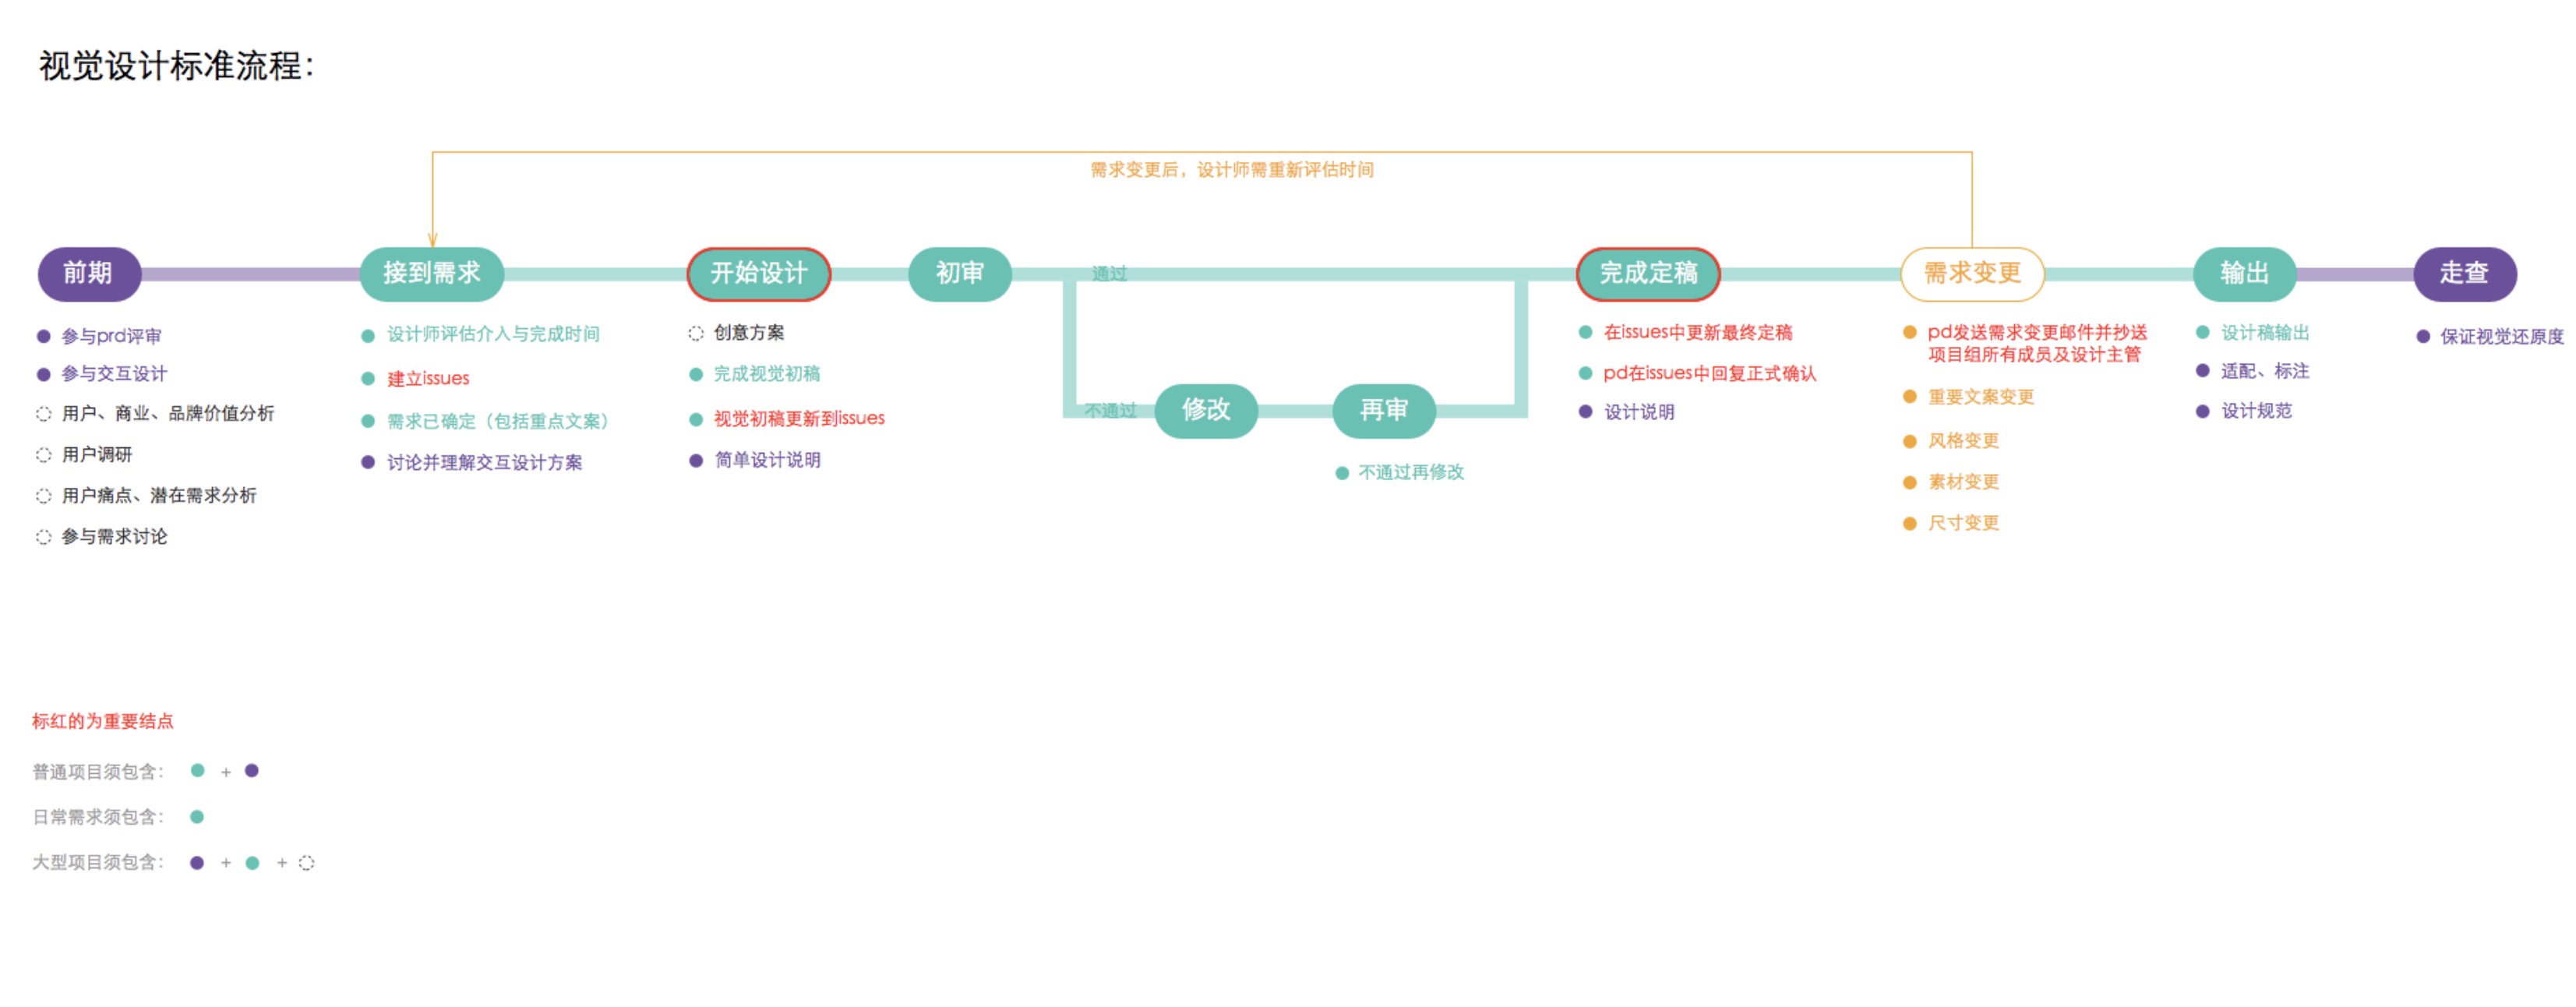 视觉设计标准流程：
需求变更后，设计师需重新评估时间
前期
参与prd评审
参与交互设计
用户、商业、品牌价值分析
用户调研
用户痛点、潜在需求分析
参与需求讨论
接到需求
设计师评估介入与完成时间
建立issues
需求已确定（包括重点文案）
讨论并理解交互设计方案
开始设计
创意方案
完成视觉初稿
视觉初稿更新到issues
简单设计说明
初审
通过
不通过
修改
再审
不通过再修改
完成定稿
在issues中更新最终定稿
pd在issues中回复正式确认
设计说明
需求变更
pd发送需求变更邮件并抄送
项目组所有成员及设计主管
重要文案变更
风格变更
素材变更
尺寸变更
输出
设计稿输出
适配、标注
设计规范
走查
保证视觉还原度
标红的为重要结点
普通项目须包含： +
日常需求须包含：
大型项目须包含： + +